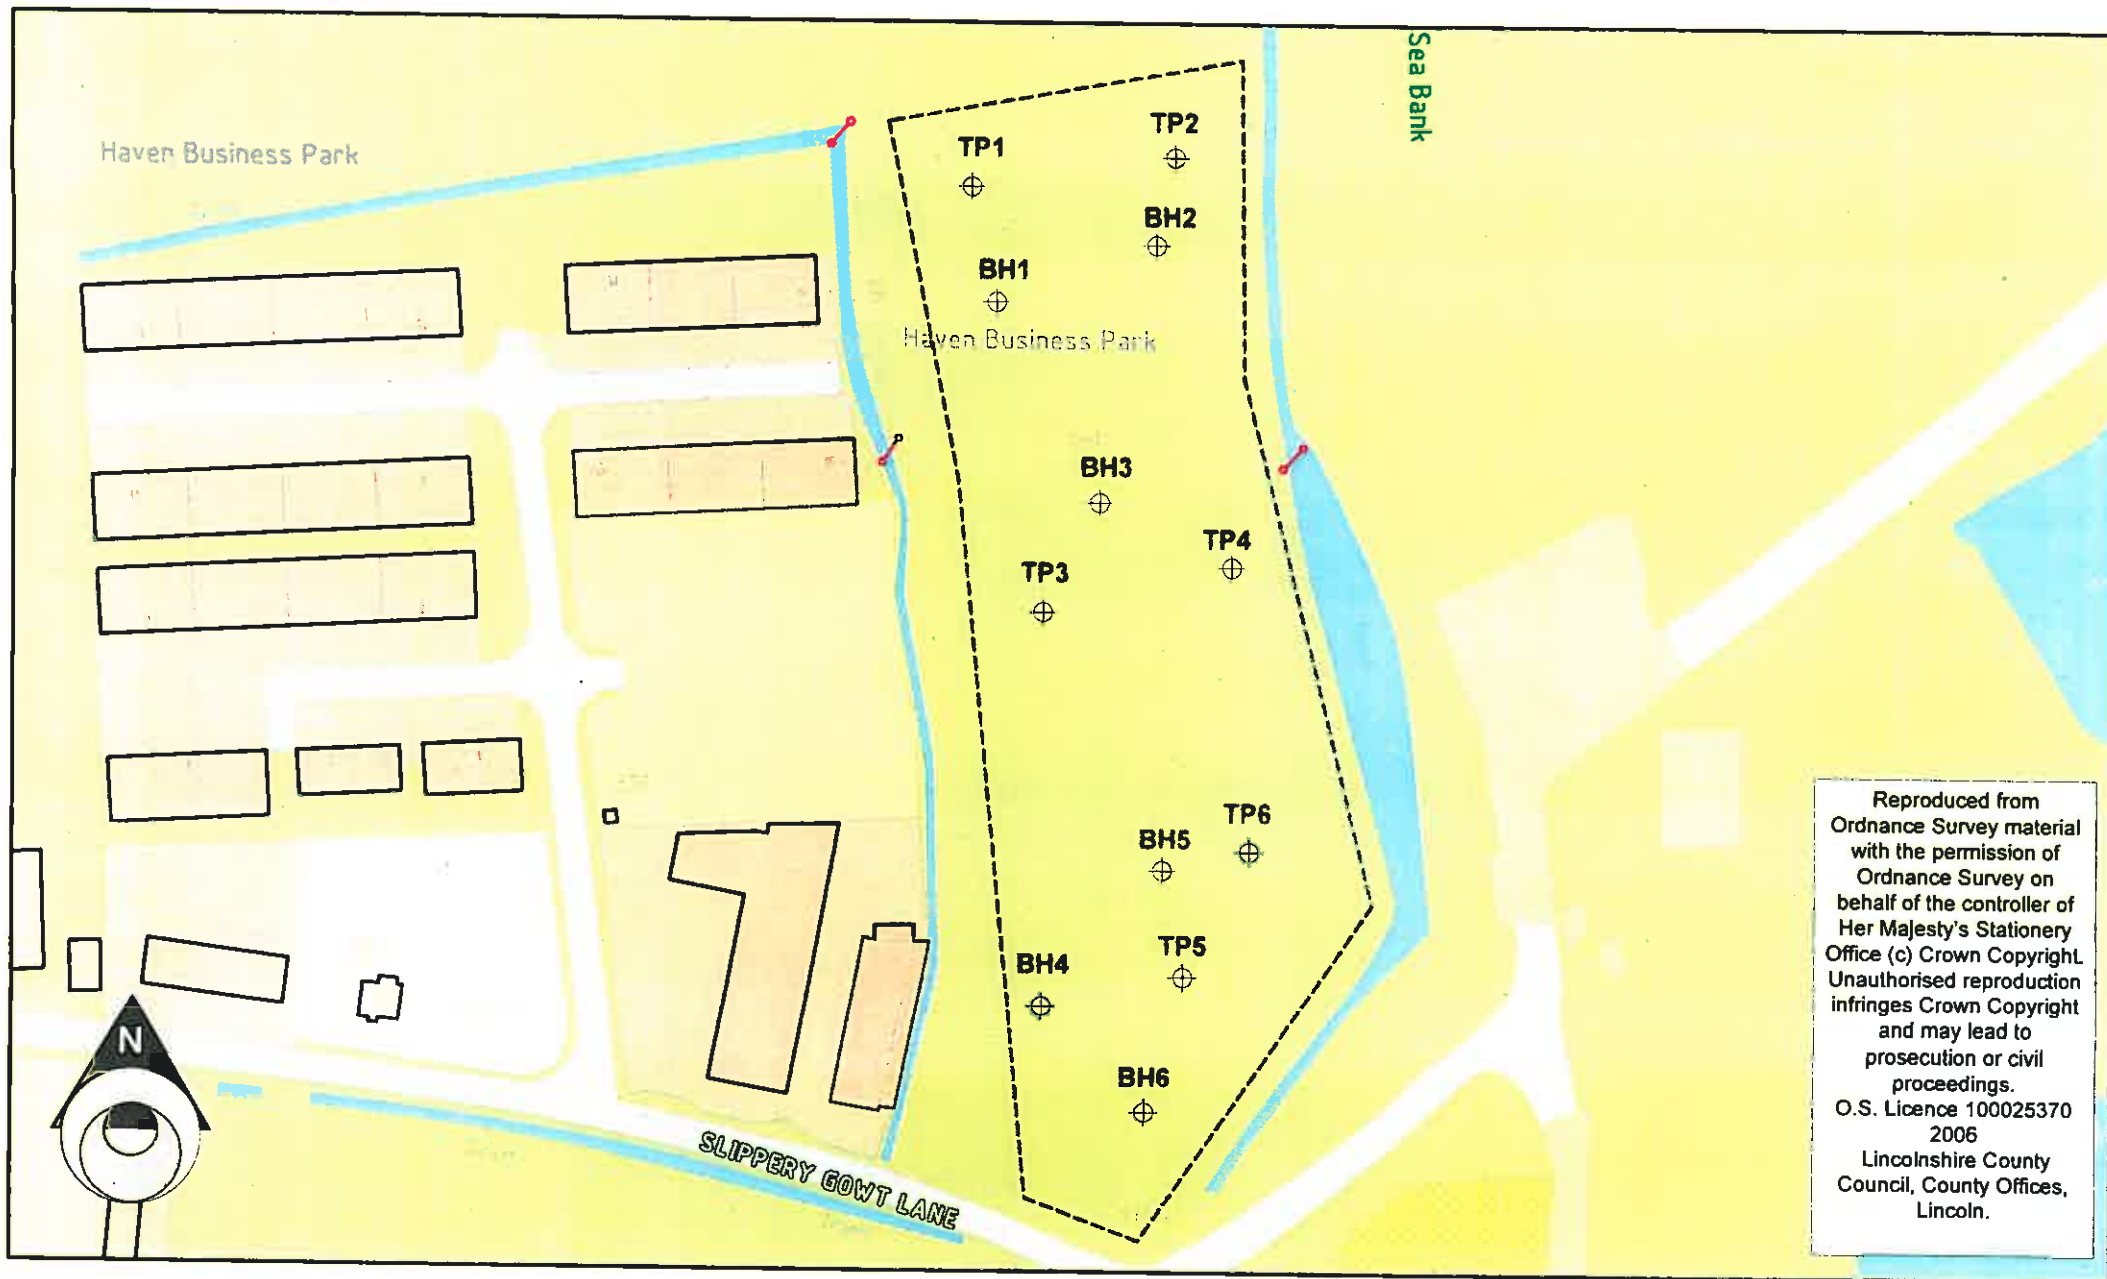 Sea Bank
Haven Business Park
TP1
TP2
BH2
BH1
Haven Business Park
BH3
TP4
TP3
TP6
BH5
TP5
BH4
BH6
N
SLIPPERY GOWT LANE
Reproduced from
Ordnance Survey material
with the permission of
Ordnance Survey on
behalf of the controller of
Her Majesty's Stationery
Office (c) Crown Copyright.
Unauthorised reproduction
infringes Crown Copyright
and may lead to
prosecution or civil
proceedings.
O.S. Licence 100025370
2006
Lincolnshire County
Council, County Offices,
Lincoln.